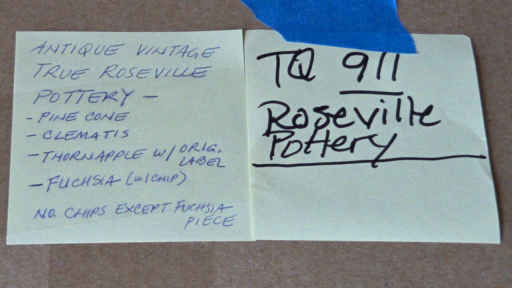 ANTIQUE VINTAGE
TRUE ROSEVILLE
POTTERY –
- PINE CONE
- CLEMATIS
- THORNAPPLE W/ ORIG.
LABEL
- FUCHSIA (w/CHIP)
NO CHIPS EXCEPT FUCHSIA
PIECE
TQ 911
Roseville
Pottery